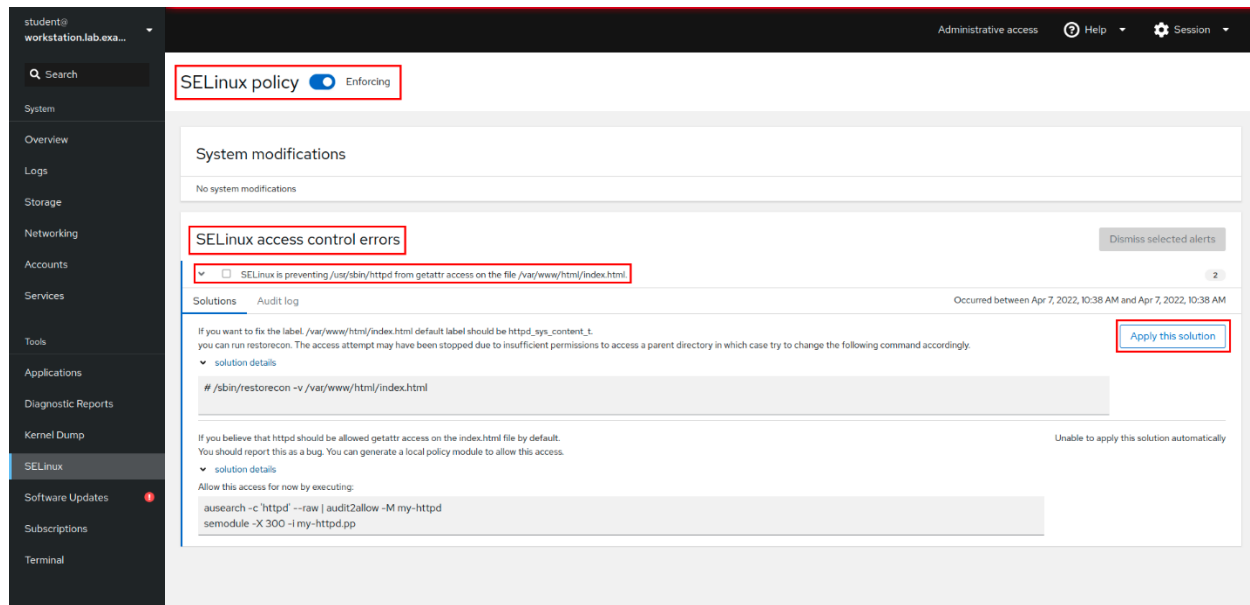 student@
workstation.lab.exa...
Administrative access
Help
Session
Search
System
Overview
Logs
Storage
Networking
Accounts
Services
Tools
Applications
Diagnostic Reports
Kernel Dump
SELinux
Software Updates
Subscriptions
Terminal
SELinux policy Enforcing
System modifications
No system modifications
SELinux access control errors
Dismiss selected alerts
SELinux is preventing /usr/sbin/httpd from getattr access on the file /var/www/html/index.html.
2
Solutions Audit log
Occurred between Apr 7, 2022, 10:38 AM and Apr 7, 2022, 10:38 AM
If you want to fix the label. /var/www/html/index.html default label should be httpd_sys_content_t.
you can run restorecon. The access attempt may have been stopped due to insufficient permissions to access a parent directory in which case try to change the following command accordingly.
Apply this solution
solution details
# /sbin/restorecon -v /var/www/html/index.html
If you believe that httpd should be allowed getattr access on the index.html file by default.
You should report this as a bug. You can generate a local policy module to allow this access.
Unable to apply this solution automatically
solution details
Allow this access for now by executing:
ausearch -c 'httpd' --raw | audit2allow -M my-httpd
semodule -X 300 -i my-httpd.pp